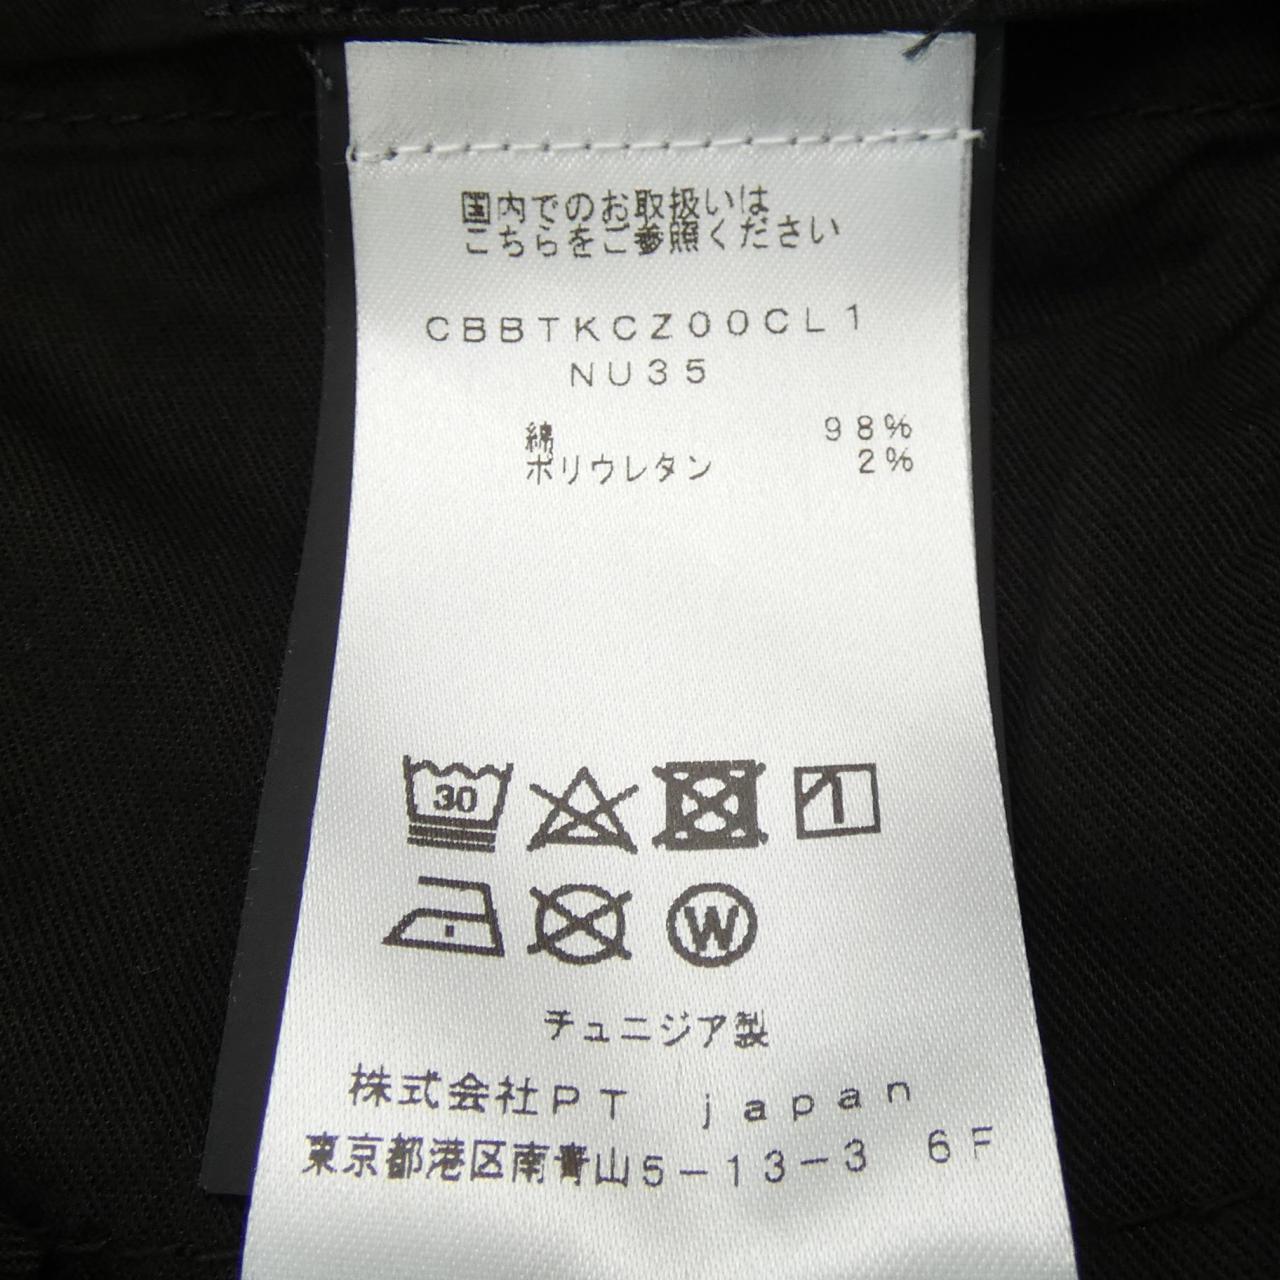 国内でのお取扱いは
こちらをご参照ください
CBBTKCZ00CL1
NU35
綿 98%
ポリウレタン 2%
30
W
チュニジア製
株式会社PT japan
東京都港区南青山5-13-3 6F